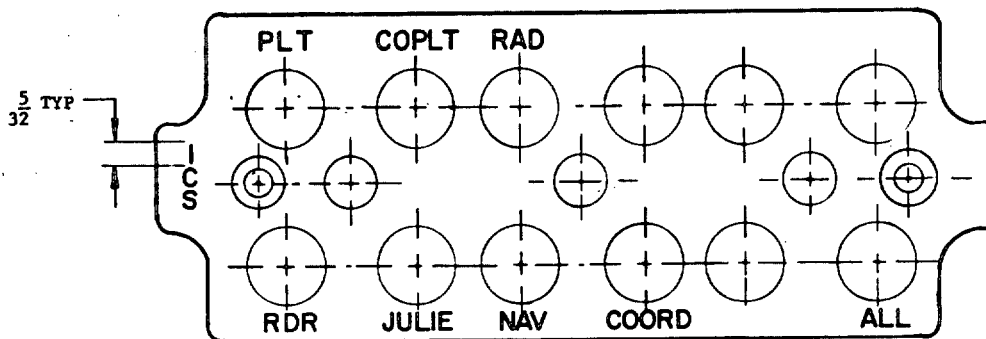 PLT COPLT RAD
5/32 TYP
I
C
S
RDR JULIE NAV COORD ALL